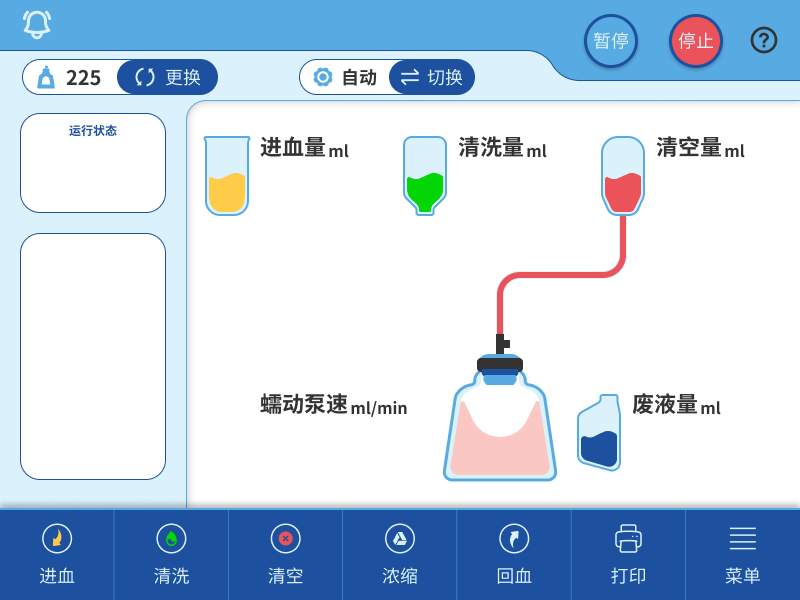 暂停
停止
?
225
更换
自动
切换
运行状态
进血量ml
清洗量ml
清空量ml
蠕动泵速ml/min
废液量ml
进血
清洗
清空
浓缩
回血
打印
菜单